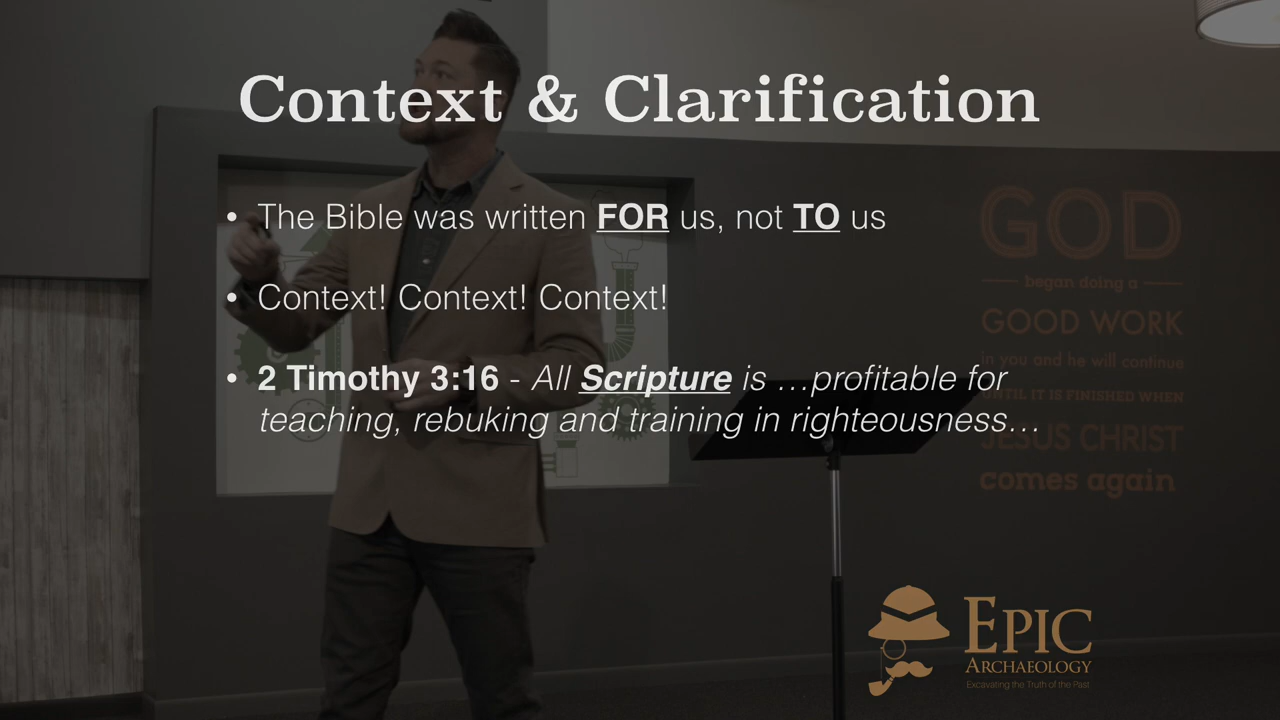 Context & Clarification
• The Bible was written FOR us, not TO us
• Context! Context! Context!
• 2 Timothy 3:16 - All Scripture is …profitable for
teaching, rebuking and training in righteousness…
GOD
began doing a
GOOD WORK
in you and he will continue
UNTIL IT IS FINISHED WHEN
JESUS CHRIST
comes again
EPIC
ARCHAEOLOGY
Excavating the Truth of the Past